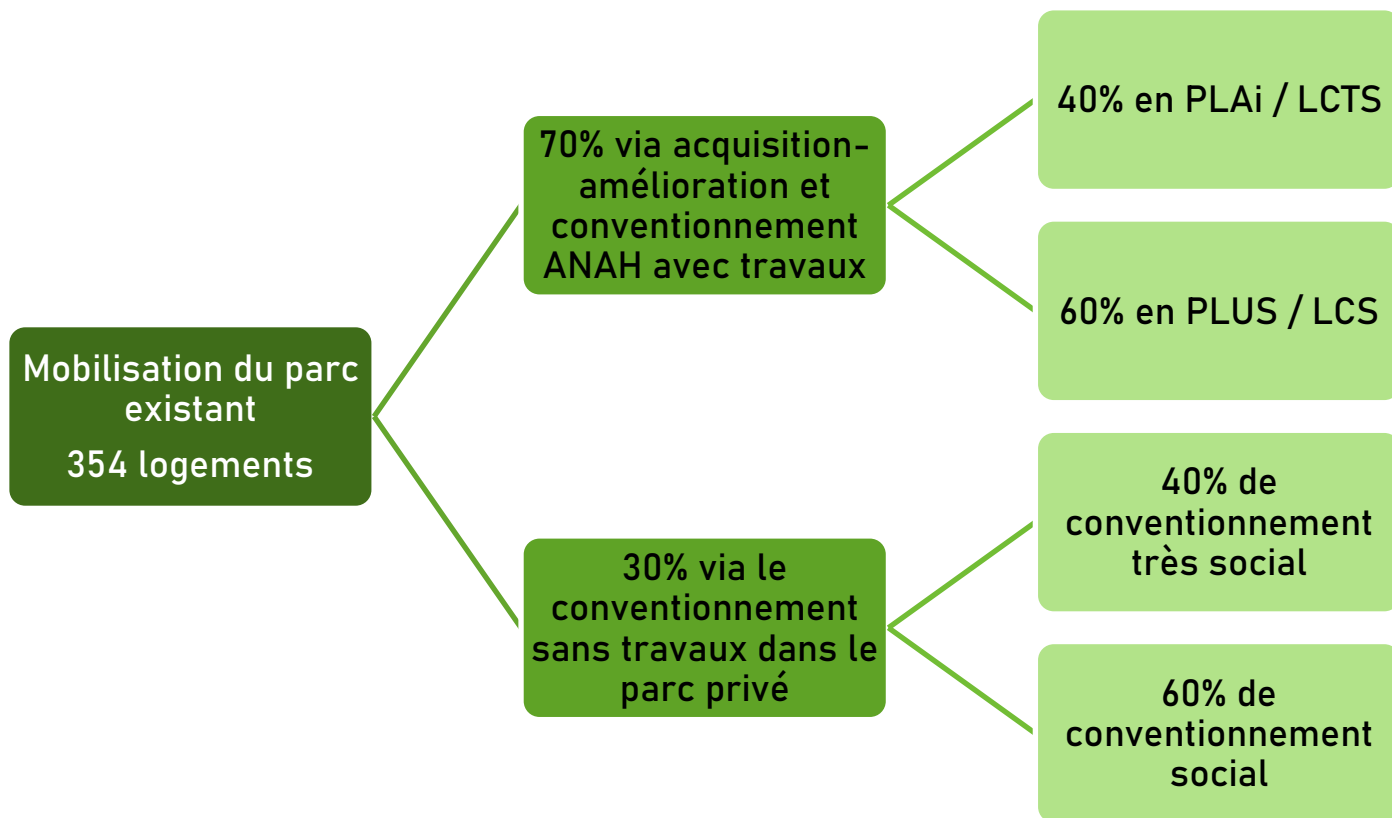 Mobilisation du parc
existant
354 logements
70% via acquisition-
amélioration et
conventionnement
ANAH avec travaux
40% en PLAi / LCTS
60% en PLUS / LCS
30% via le
conventionnement
sans travaux dans le
parc privé
40% de
conventionnement
très social
60% de
conventionnement
social